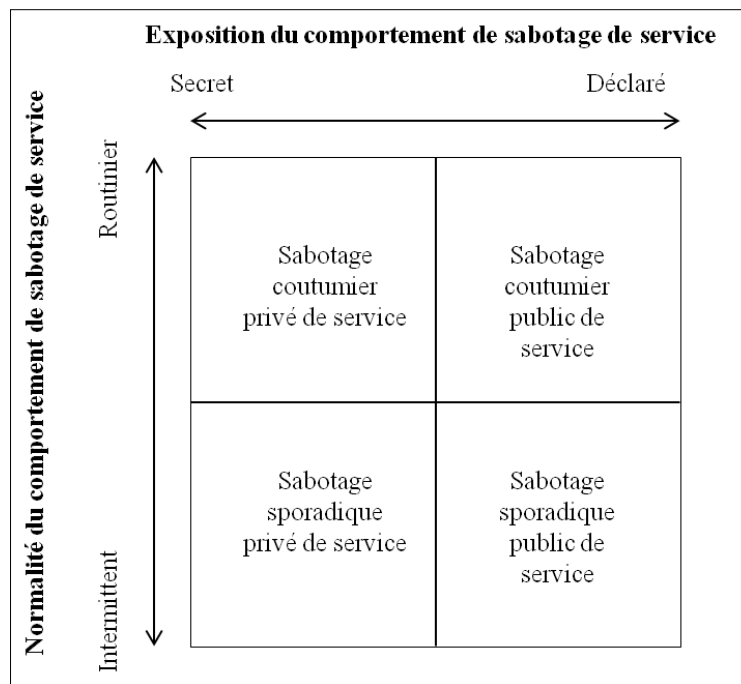 Exposition du comportement de sabotage de service
Secret
Déclaré
Normalité du comportement de sabotage de service
Routinier
Intermittent
Sabotage
coutumier
privé de service
Sabotage
coutumier
public de
service
Sabotage
sporadique
privé de service
Sabotage
sporadique
public de
service